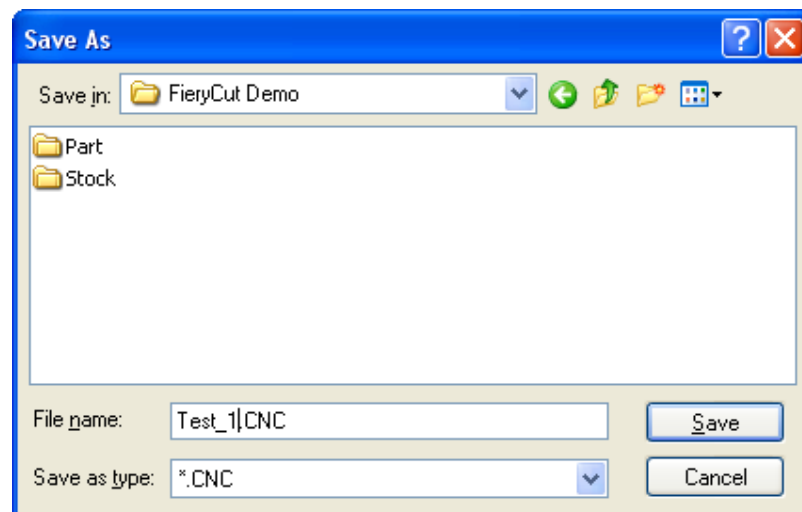 Save As
Save in: FieryCut Demo
Part
Stock
File name: Test_1.CNC Save
Save as type: *.CNC Cancel